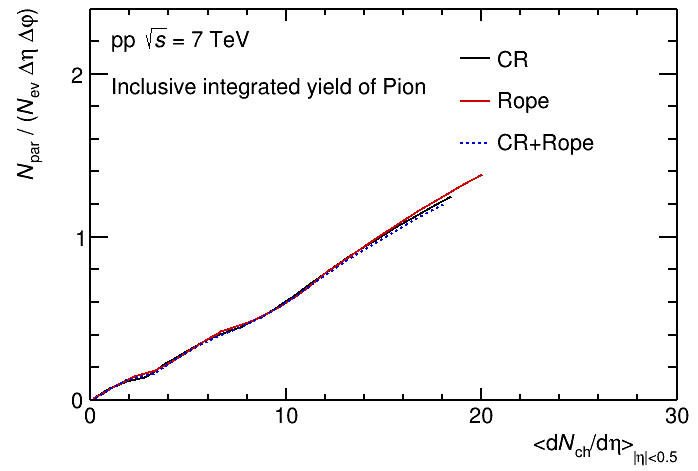 pp √s = 7 TeV
Inclusive integrated yield of Pion
CR
Rope
CR+Rope
N_par / (N_ev Δη Δφ)
2
1
0
0 10 20 30
<dN_ch/dη>_|η|<0.5